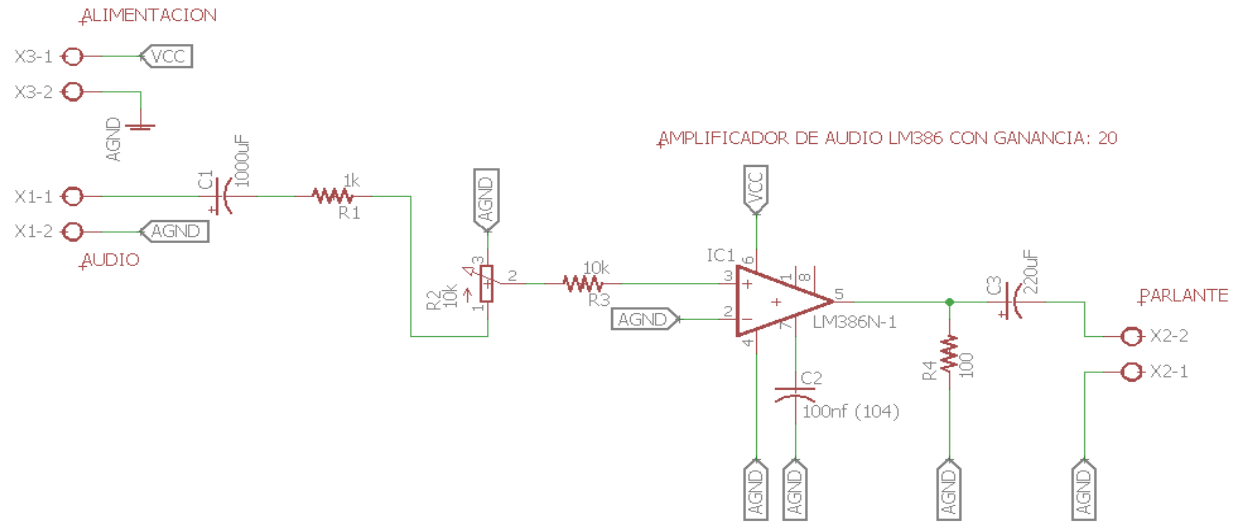 ALIMENTACION
X3-1
VCC
X3-2
AGND
AMPLIFICADOR DE AUDIO LM386 CON GANANCIA: 20
X1-1
C1
1000uF
1k
R1
X1-2
AGND
AUDIO
AGND
3
2
1
R2
10k
10k
R3
VCC
IC1
6
3
2
1
8
5
7
4
LM386N-1
AGND
C2
100nf (104)
AGND
AGND
R4
100
AGND
C3
220uF
PARLANTE
X2-2
X2-1
AGND